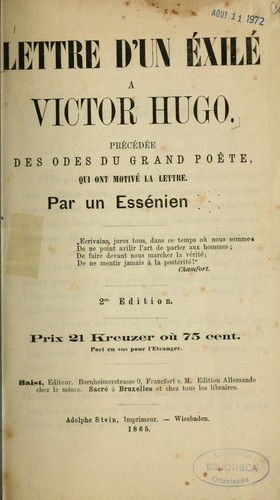 AOUT 11 1972
LETTRE D'UN ÉXILÉ
A
VICTOR HUGO.
PRÉCÉDÉE
DES ODES DU GRAND POÊTE,
QUI ONT MOTIVÉ LA LETTRE.
Par un Essénien . . .
„Ecrivains, jurez tous, dans ce temps où nous sommes
De ne point avilir l'art de parler aux hommes;
De faire devant nous marcher la vérité;
De ne mentir jamais à la postérité!"
Chamfort.
2me Edition.
Prix 21 Kreuzer où 75 cent.
Port en sus pour l'Etranger.
Baist, Editeur. Bornheimerstrasse 9, Francfort s. M. Edition Allemande
chez le même. Sacré à Bruxelles et chez tous les libraires.
Adolphe Stein, Imprimeur. — Wiesbaden.
1865.
BIBLIOTHECA
Ottaviensis